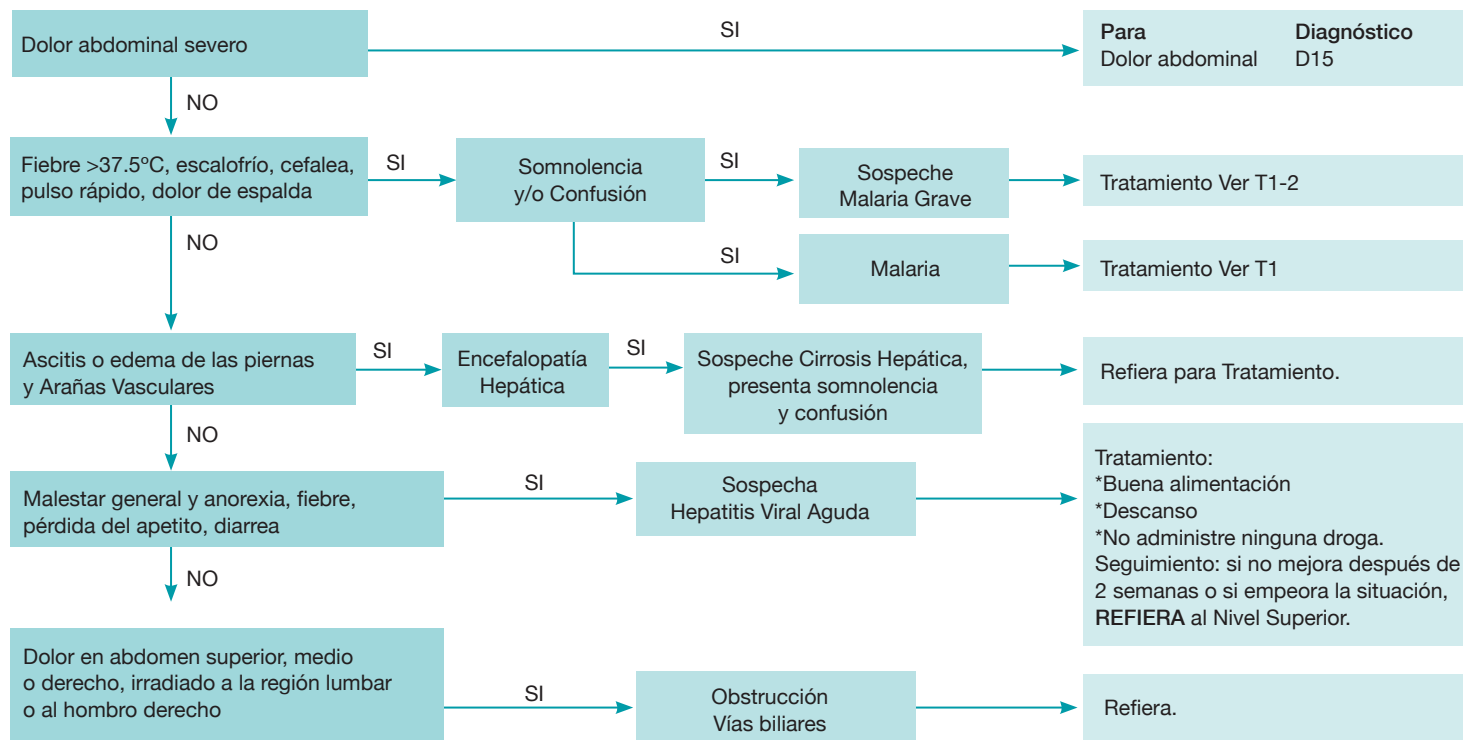 Dolor abdominal severo
SI
Para Diagnóstico
Dolor abdominal D15
NO
Fiebre >37.5ºC, escalofrío, cefalea,
pulso rápido, dolor de espalda
SI
Somnolencia
y/o Confusión
SI
Sospeche
Malaria Grave
Tratamiento Ver T1-2
NO
SI
Malaria
Tratamiento Ver T1
Ascitis o edema de las piernas
y Arañas Vasculares
SI
Encefalopatía
Hepática
SI
Sospeche Cirrosis Hepática,
presenta somnolencia
y confusión
Refiera para Tratamiento.
NO
Malestar general y anorexia, fiebre,
pérdida del apetito, diarrea
SI
Sospecha
Hepatitis Viral Aguda
Tratamiento:
*Buena alimentación
*Descanso
*No administre ninguna droga.
Seguimiento: si no mejora después de
2 semanas o si empeora la situación,
REFIERA al Nivel Superior.
NO
Dolor en abdomen superior, medio
o derecho, irradiado a la región lumbar
o al hombro derecho
SI
Obstrucción
Vías biliares
Refiera.